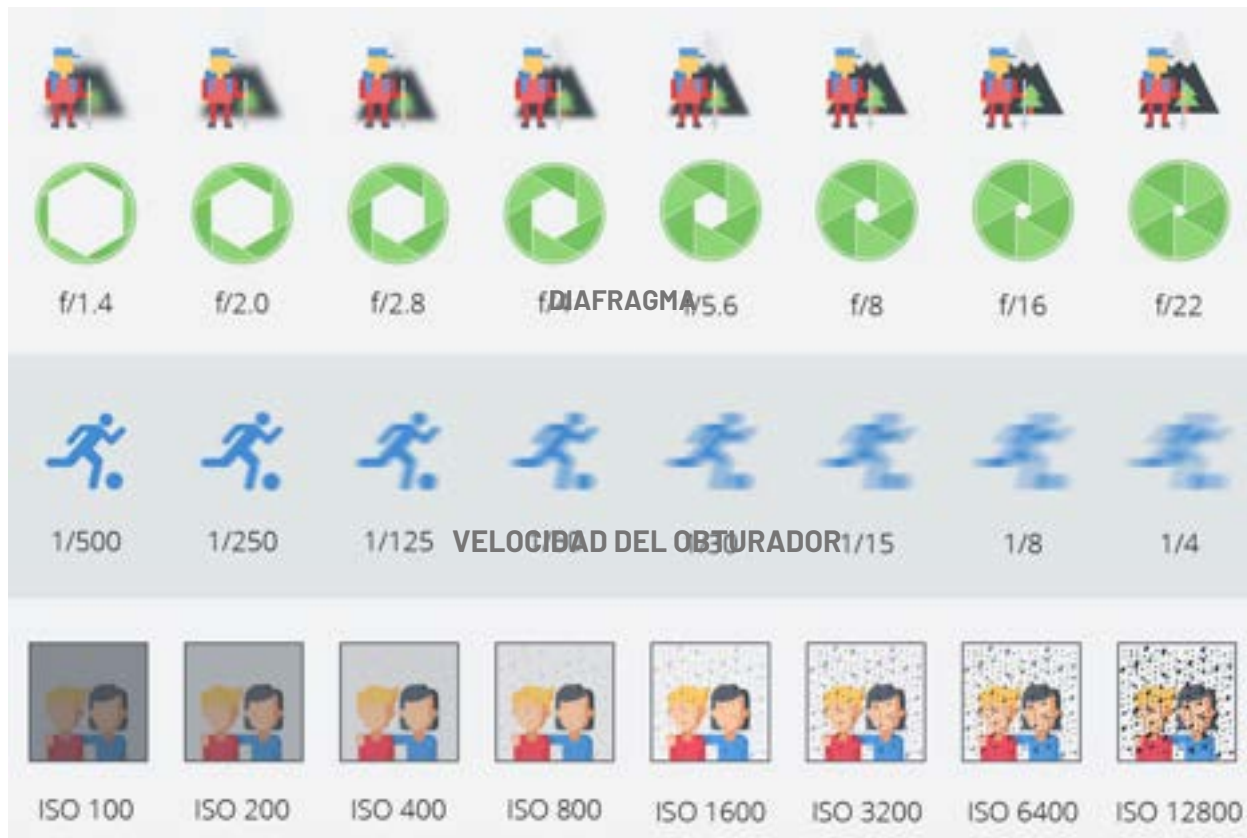 f/1.4 f/2.0 f/2.8 f/4 DIAFRAGMA f/5.6 f/8 f/16 f/22
1/500 1/250 1/125 VELOCIDAD DEL OBTURADOR 1/15 1/8 1/4
ISO 100 ISO 200 ISO 400 ISO 800 ISO 1600 ISO 3200 ISO 6400 ISO 12800